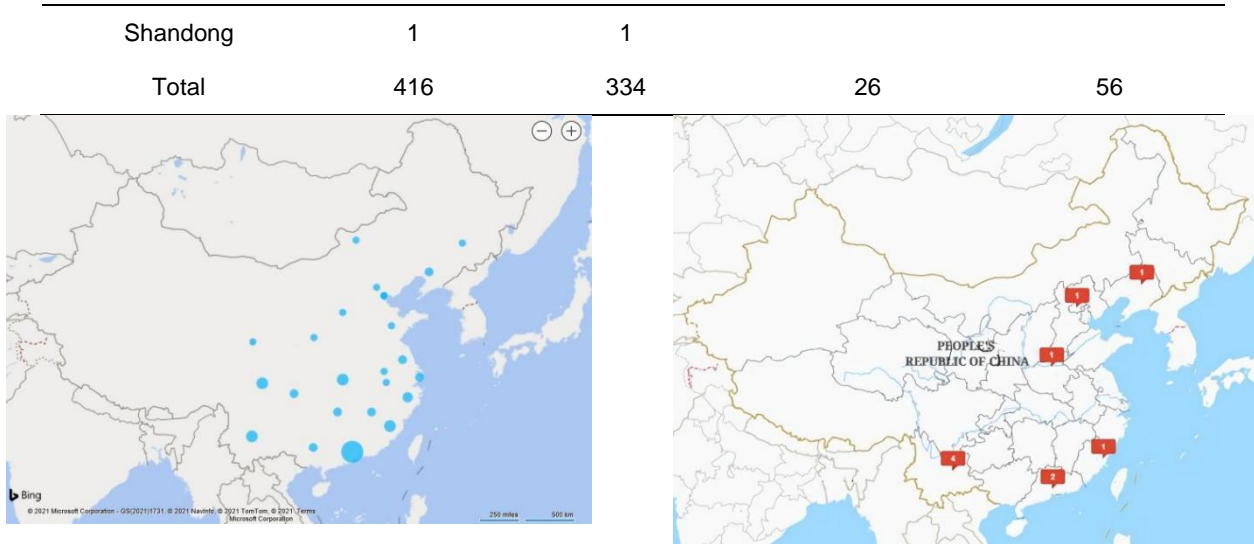 Shandong 1 1
Total 416 334 26 56
Bing
© 2021 Microsoft Corporation - GS(2021)1731, © 2021 NavInfo, © 2021 TomTom, © 2021 Terms
Microsoft Corporation
250 miles 500 km
1
1
PEOPLE'S
REPUBLIC OF CHINA
1
1
4
2